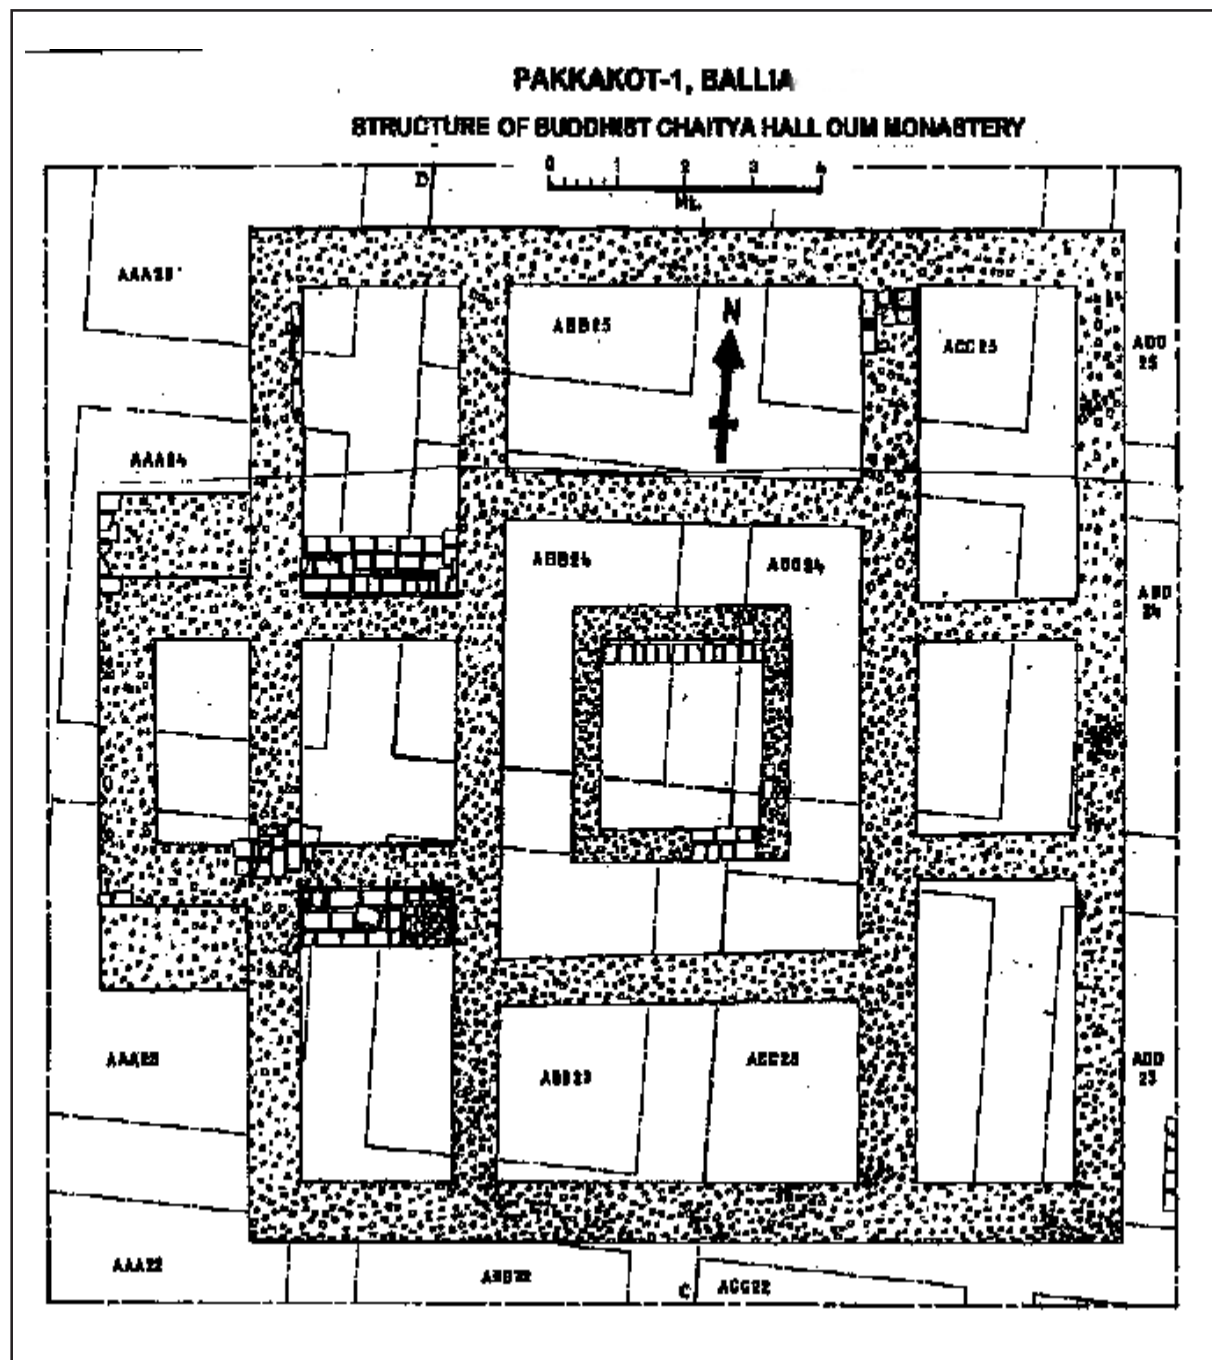 PAKKAKOT-1, BALLIA
STRUCTURE OF BUDDHIST CHAITYA HALL CUM MONASTERY
0 1 2 3 4
Mt.
D
N
AAA25
ABB25
ACC25
ADD
25
AAA24
ABB24
ACC24
ADD
24
AAA23
ABB23
ACC23
ADD
23
AAA22
ABB22
C
ACC22